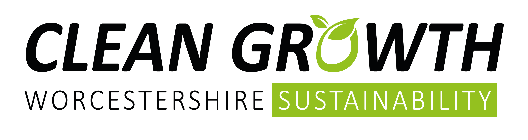 CLEAN GROWTH
WORCESTERSHIRE SUSTAINABILITY